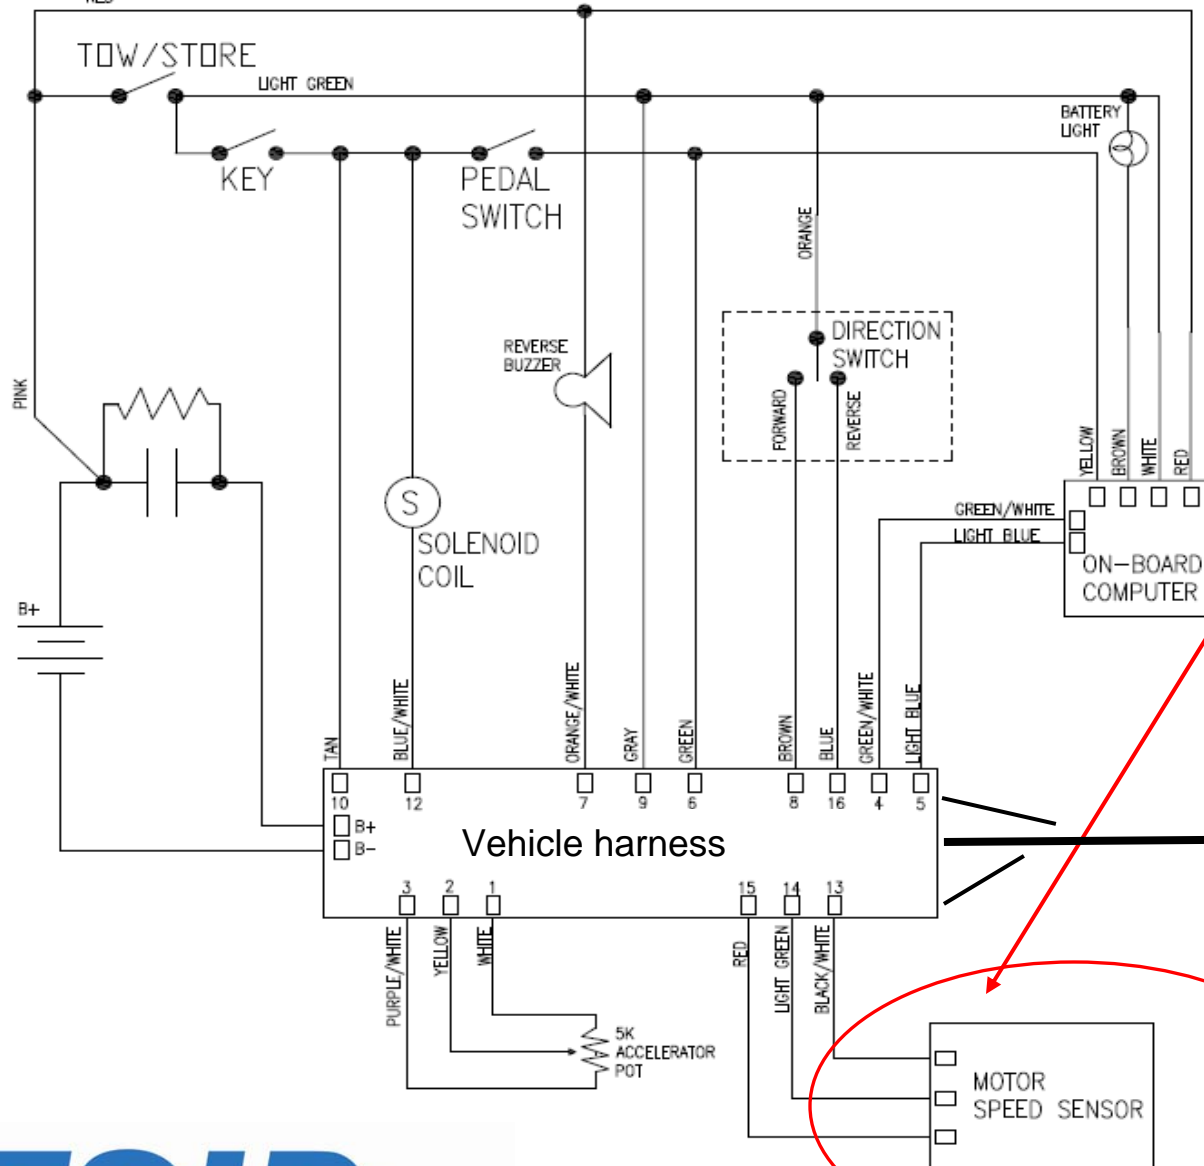 TOW/STORE
LIGHT GREEN
BATTERY
LIGHT
KEY
PEDAL
SWITCH
ORANGE
DIRECTION
SWITCH
REVERSE
BUZZER
PINK
FORWARD
REVERSE
YELLOW
BROWN
WHITE
RED
S
GREEN/WHITE
LIGHT BLUE
SOLENOID
COIL
ON-BOARD
COMPUTER
B+
TAN
BLUE/WHITE
ORANGE/WHITE
GRAY
GREEN
BROWN
BLUE
GREEN/WHITE
LIGHT BLUE
10 12 7 9 6 8 16 4 5
B+
B-
Vehicle harness
3 2 1 15 14 13
PURPLE/WHITE
YELLOW
WHITE
RED
LIGHT GREEN
BLACK/WHITE
5K
ACCELERATOR
POT
MOTOR
SPEED SENSOR